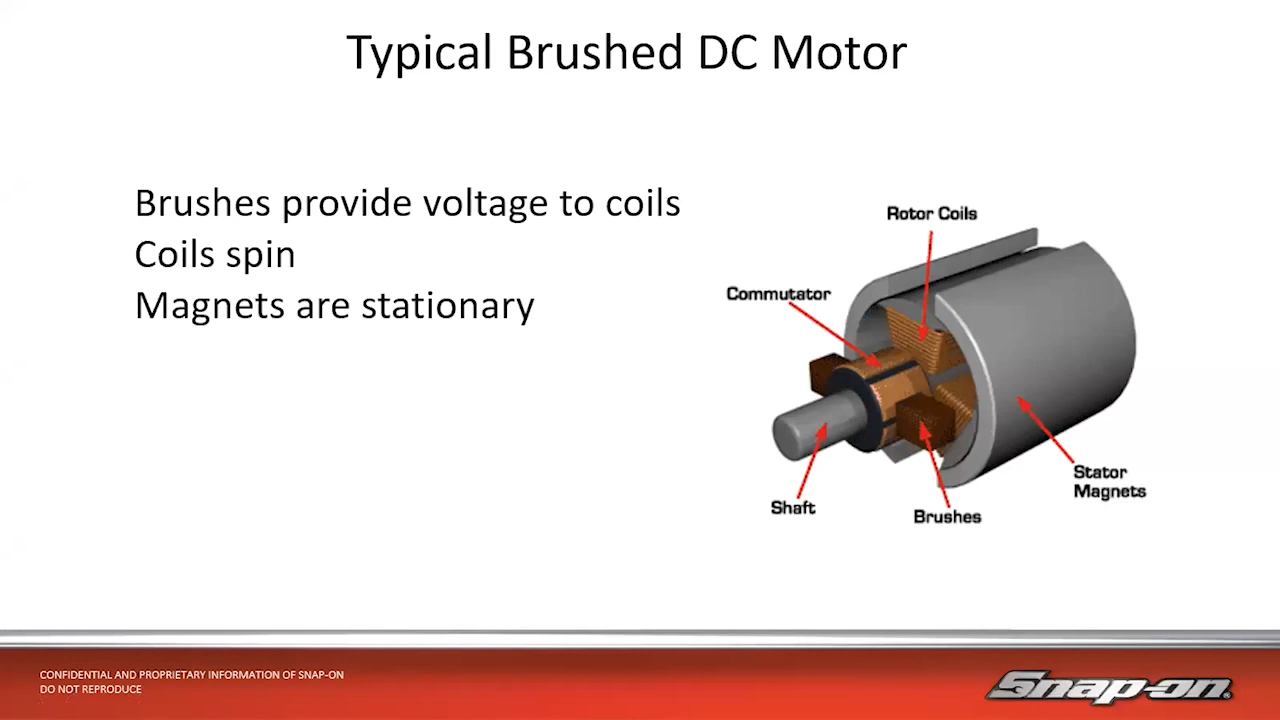 Typical Brushed DC Motor
Brushes provide voltage to coils
Coils spin
Magnets are stationary
Rotor Coils
Commutator
Shaft
Brushes
Stator
Magnets
CONFIDENTIAL AND PROPRIETARY INFORMATION OF SNAP-ON
DO NOT REPRODUCE
Snap-on®